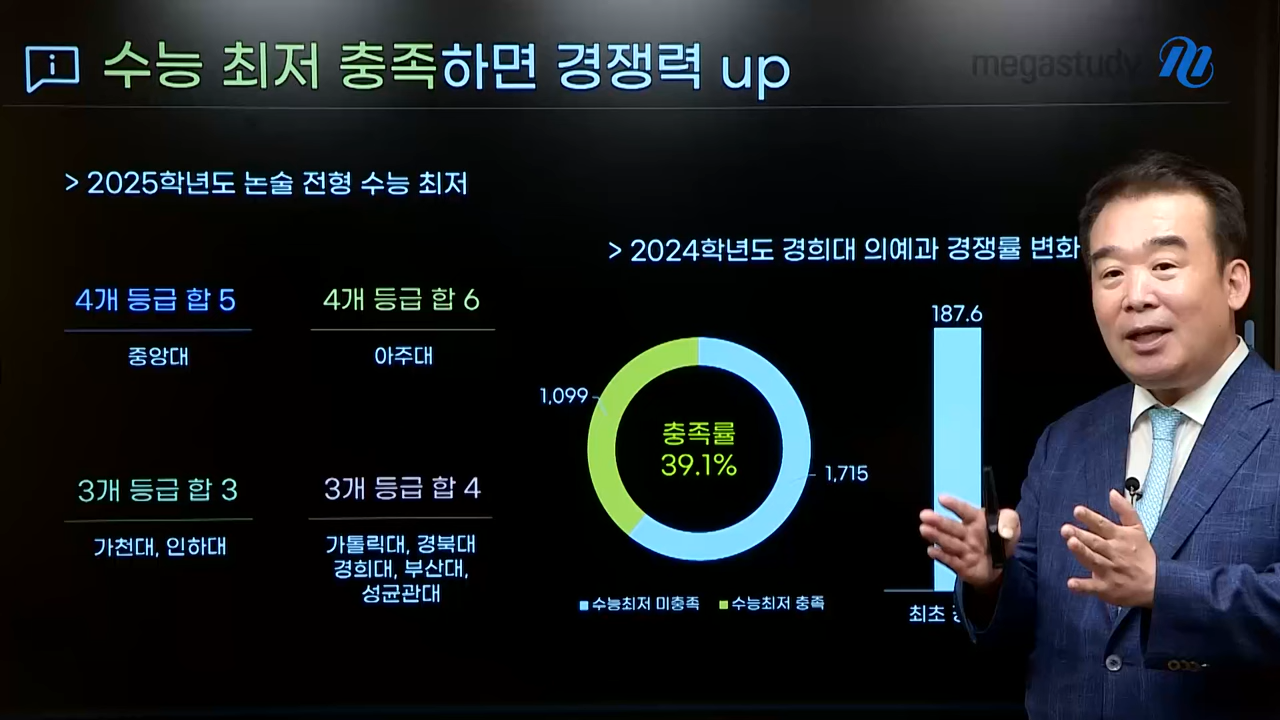 수능 최저 충족하면 경쟁력 up
megastudy
> 2025학년도 논술 전형 수능 최저
4개 등급 합 5
중앙대
4개 등급 합 6
아주대
3개 등급 합 3
가천대, 인하대
3개 등급 합 4
가톨릭대, 경북대
경희대, 부산대,
성균관대
> 2024학년도 경희대 의예과 경쟁률 변화
1,099
충족률
39.1%
1,715
수능최저 미충족
수능최저 충족
187.6
최초